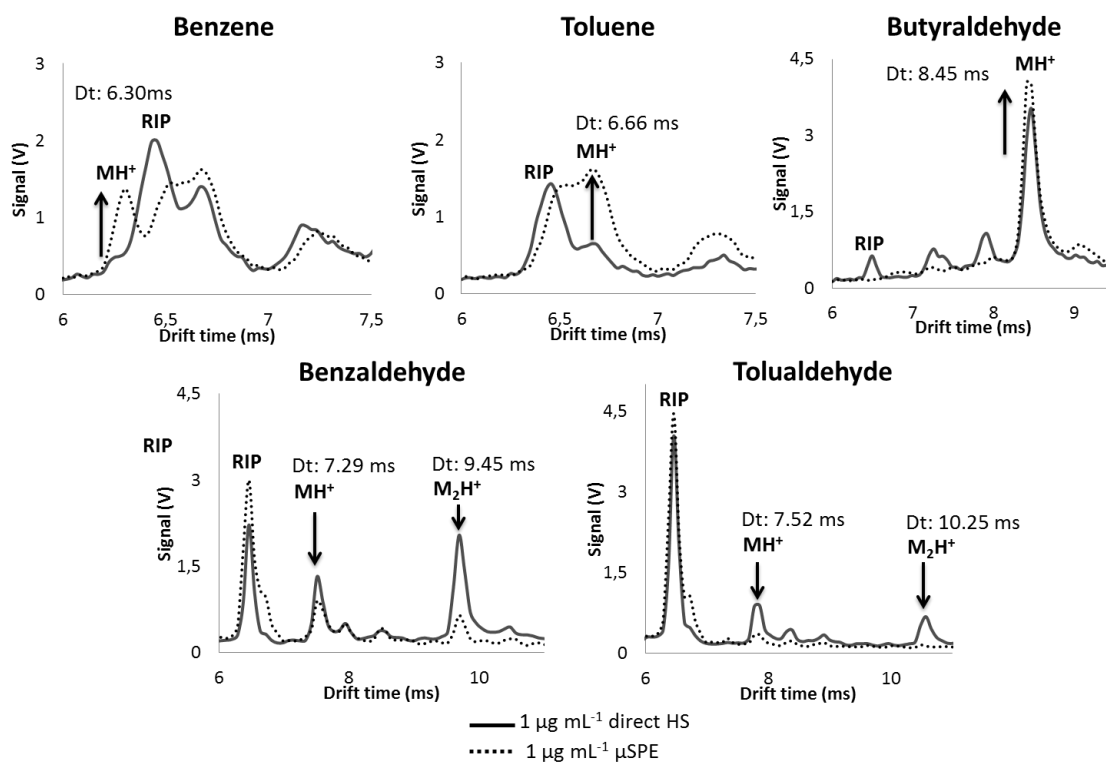 Benzene
3
2
1
0
Signal (V)
Dt: 6.30ms
MH⁺
RIP
6
6,5
7
7,5
Drift time (ms)
Toluene
3
2
1
0
Signal (V)
Dt: 6.66 ms
RIP
MH⁺
6
6,5
7
7,5
Drift time (ms)
Butyraldehyde
4,5
3
1,5
0
Signal (V)
MH⁺
Dt: 8.45 ms
RIP
6
7
8
9
Drift time (ms)
Benzaldehyde
4,5
3
1,5
0
Signal (V)
RIP
RIP
Dt: 7.29 ms
MH⁺
Dt: 9.45 ms
M₂H⁺
6
8
10
Drift time (ms)
Tolualdehyde
4,5
3
1,5
0
Signal (V)
RIP
Dt: 7.52 ms
MH⁺
Dt: 10.25 ms
M₂H⁺
6
8
10
Drift time (ms)
1 µg mL⁻¹ direct HS
1 µg mL⁻¹ µSPE